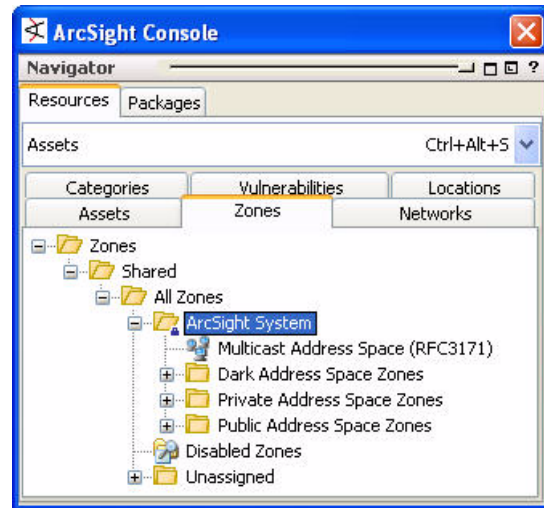 ArcSight Console
Navigator ?
Resources Packages
Assets Ctrl+Alt+S
Categories Vulnerabilities Locations
Assets Zones Networks
Zones
Shared
All Zones
ArcSight System
Multicast Address Space (RFC3171)
Dark Address Space Zones
Private Address Space Zones
Public Address Space Zones
Disabled Zones
Unassigned